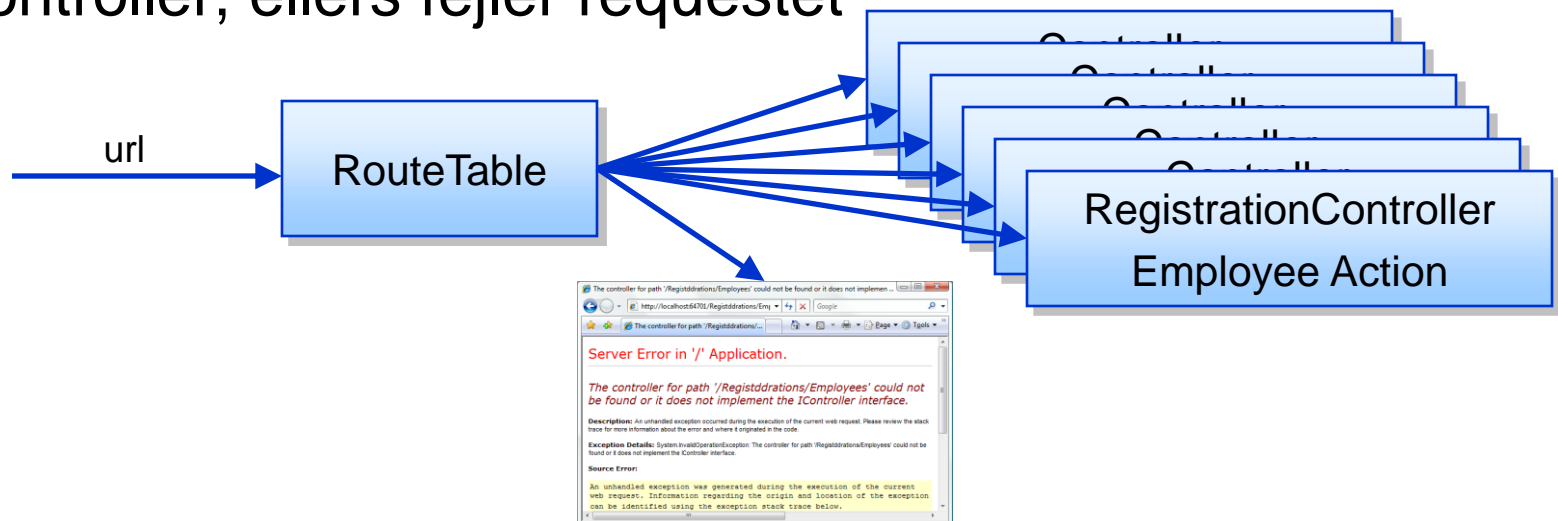 ontroller, ellers fejler requestet
url
RouteTable
Controller
Controller
Controller
Controller
Controller
RegistrationController
Employee Action
The controller for path '/Registddrations/Employees' could not be found or it does not implemen ...
http://localhost:64701/Registddrations/Emp
Google
The controller for path '/Registddrations/...
Page
Tools
Server Error in '/' Application.
The controller for path '/Registddrations/Employees' could not
be found or it does not implement the IController interface.
Description: An unhandled exception occurred during the execution of the current web request. Please review the stack
trace for more information about the error and where it originated in the code.
Exception Details: System.InvalidOperationException: The controller for path '/Registddrations/Employees' could not be
found or it does not implement the IController interface.
Source Error:
An unhandled exception was generated during the execution of the current
web request. Information regarding the origin and location of the exception
can be identified using the exception stack trace below.